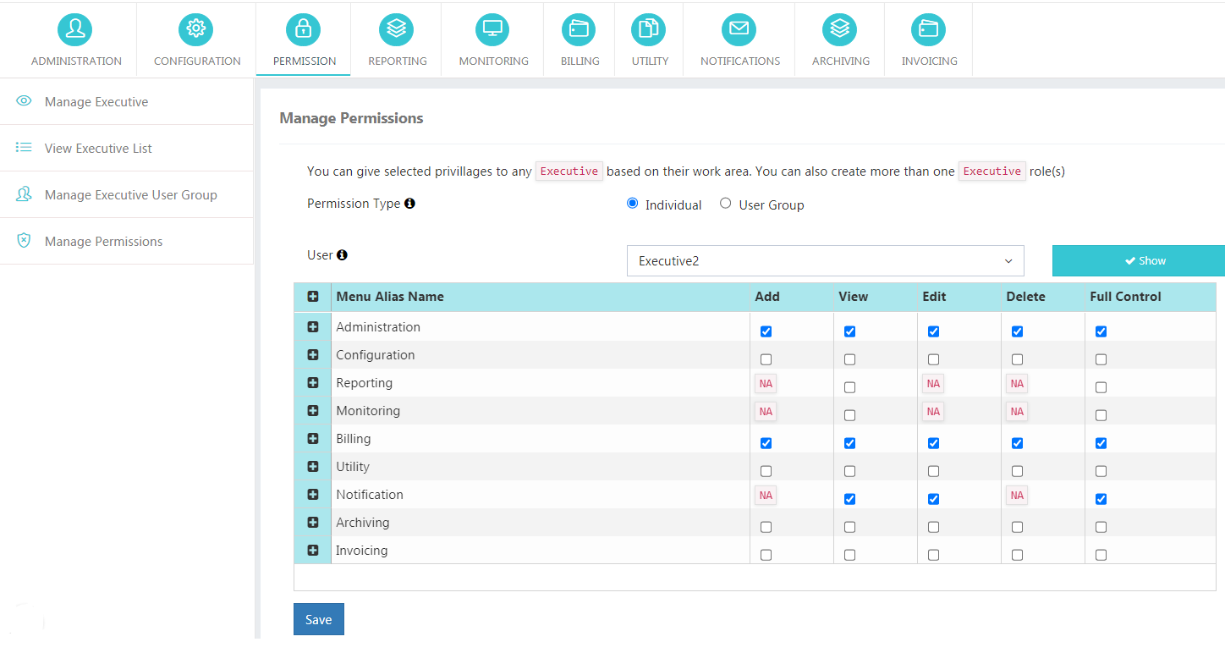 ADMINISTRATION CONFIGURATION PERMISSION REPORTING MONITORING BILLING UTILITY NOTIFICATIONS ARCHIVING INVOICING
Manage Executive
View Executive List
Manage Executive User Group
Manage Permissions
Manage Permissions
You can give selected privillages to any Executive based on their work area. You can also create more than one Executive role(s)
Permission Type Individual User Group
User Executive2 Show
Menu Alias Name Add View Edit Delete Full Control
Administration
Configuration
Reporting NA NA NA
Monitoring NA NA NA
Billing
Utility
Notification NA NA
Archiving
Invoicing
Save